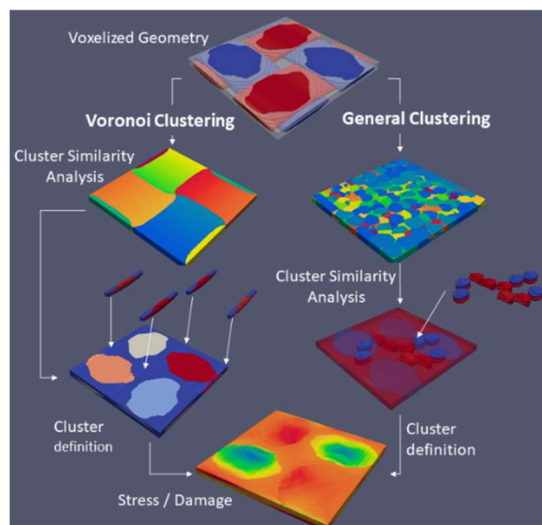 Voxelized Geometry
Voronoi Clustering
General Clustering
Cluster Similarity
Analysis
Cluster Similarity
Analysis
Cluster
definition
Cluster
definition
Stress / Damage